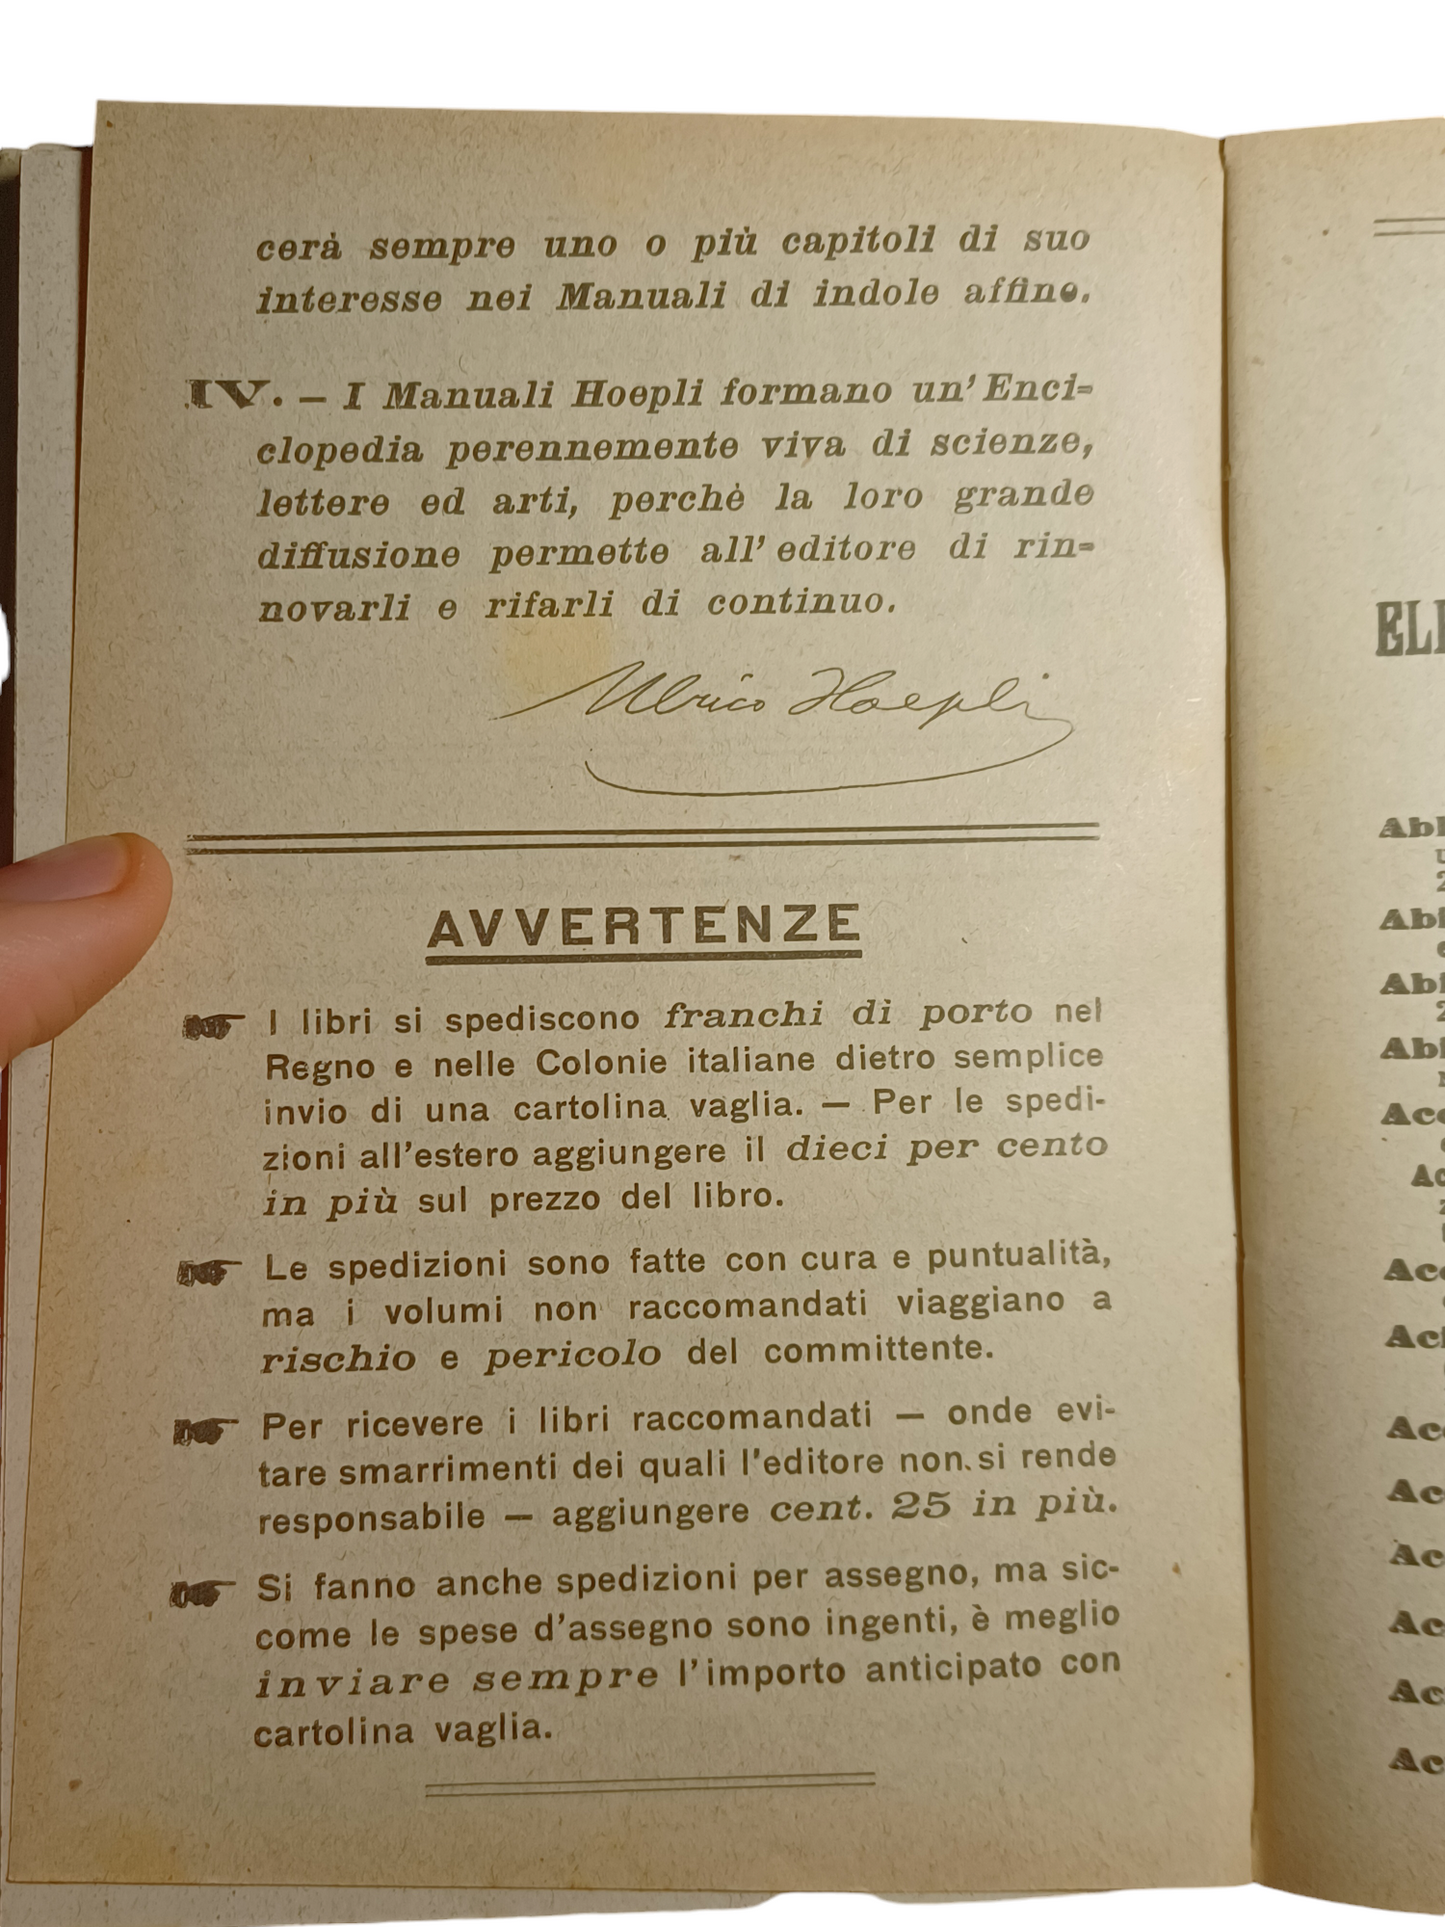 cerà sempre uno o più capitoli di suo
interesse nei Manuali di indole affine.
IV. — I Manuali Hoepli formano un' Enci-
clopedia perennemente viva di scienze,
lettere ed arti, perchè la loro grande
diffusione permette all' editore di rin-
novarli e rifarli di continuo.
Ulrico Hoepli
AVVERTENZE
I libri si spediscono franchi di porto nel
Regno e nelle Colonie italiane dietro semplice
invio di una cartolina vaglia. — Per le spedi-
zioni all'estero aggiungere il dieci per cento
in più sul prezzo del libro.
Le spedizioni sono fatte con cura e puntualità,
ma i volumi non raccomandati viaggiano a
rischio e pericolo del committente.
Per ricevere i libri raccomandati — onde evi-
tare smarrimenti dei quali l'editore non si rende
responsabile — aggiungere cent. 25 in più.
Si fanno anche spedizioni per assegno, ma sic-
come le spese d'assegno sono ingenti, è meglio
inviare sempre l'importo anticipato con
cartolina vaglia.